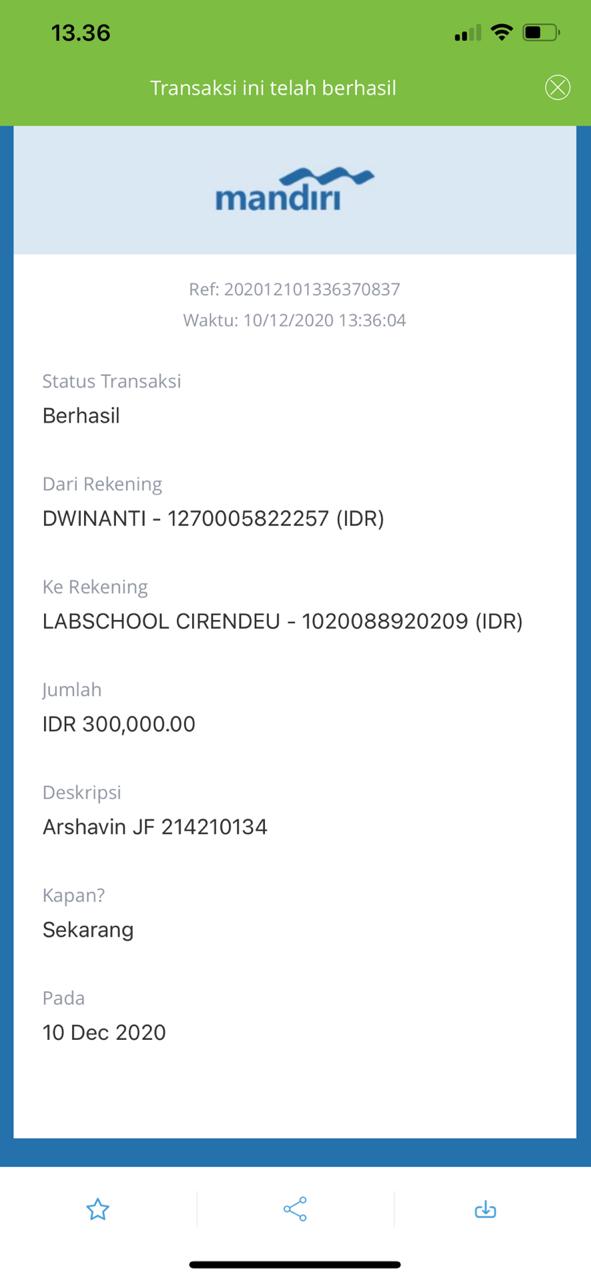 13.36
Transaksi ini telah berhasil
mandırı
Ref: 202012101336370837
Waktu: 10/12/2020 13:36:04
Status Transaksi
Berhasil
Dari Rekening
DWINANTI - 1270005822257 (IDR)
Ke Rekening
LABSCHOOL CIRENDEU - 1020088920209 (IDR)
Jumlah
IDR 300,000.00
Deskripsi
Arshavin JF 214210134
Kapan?
Sekarang
Pada
10 Dec 2020